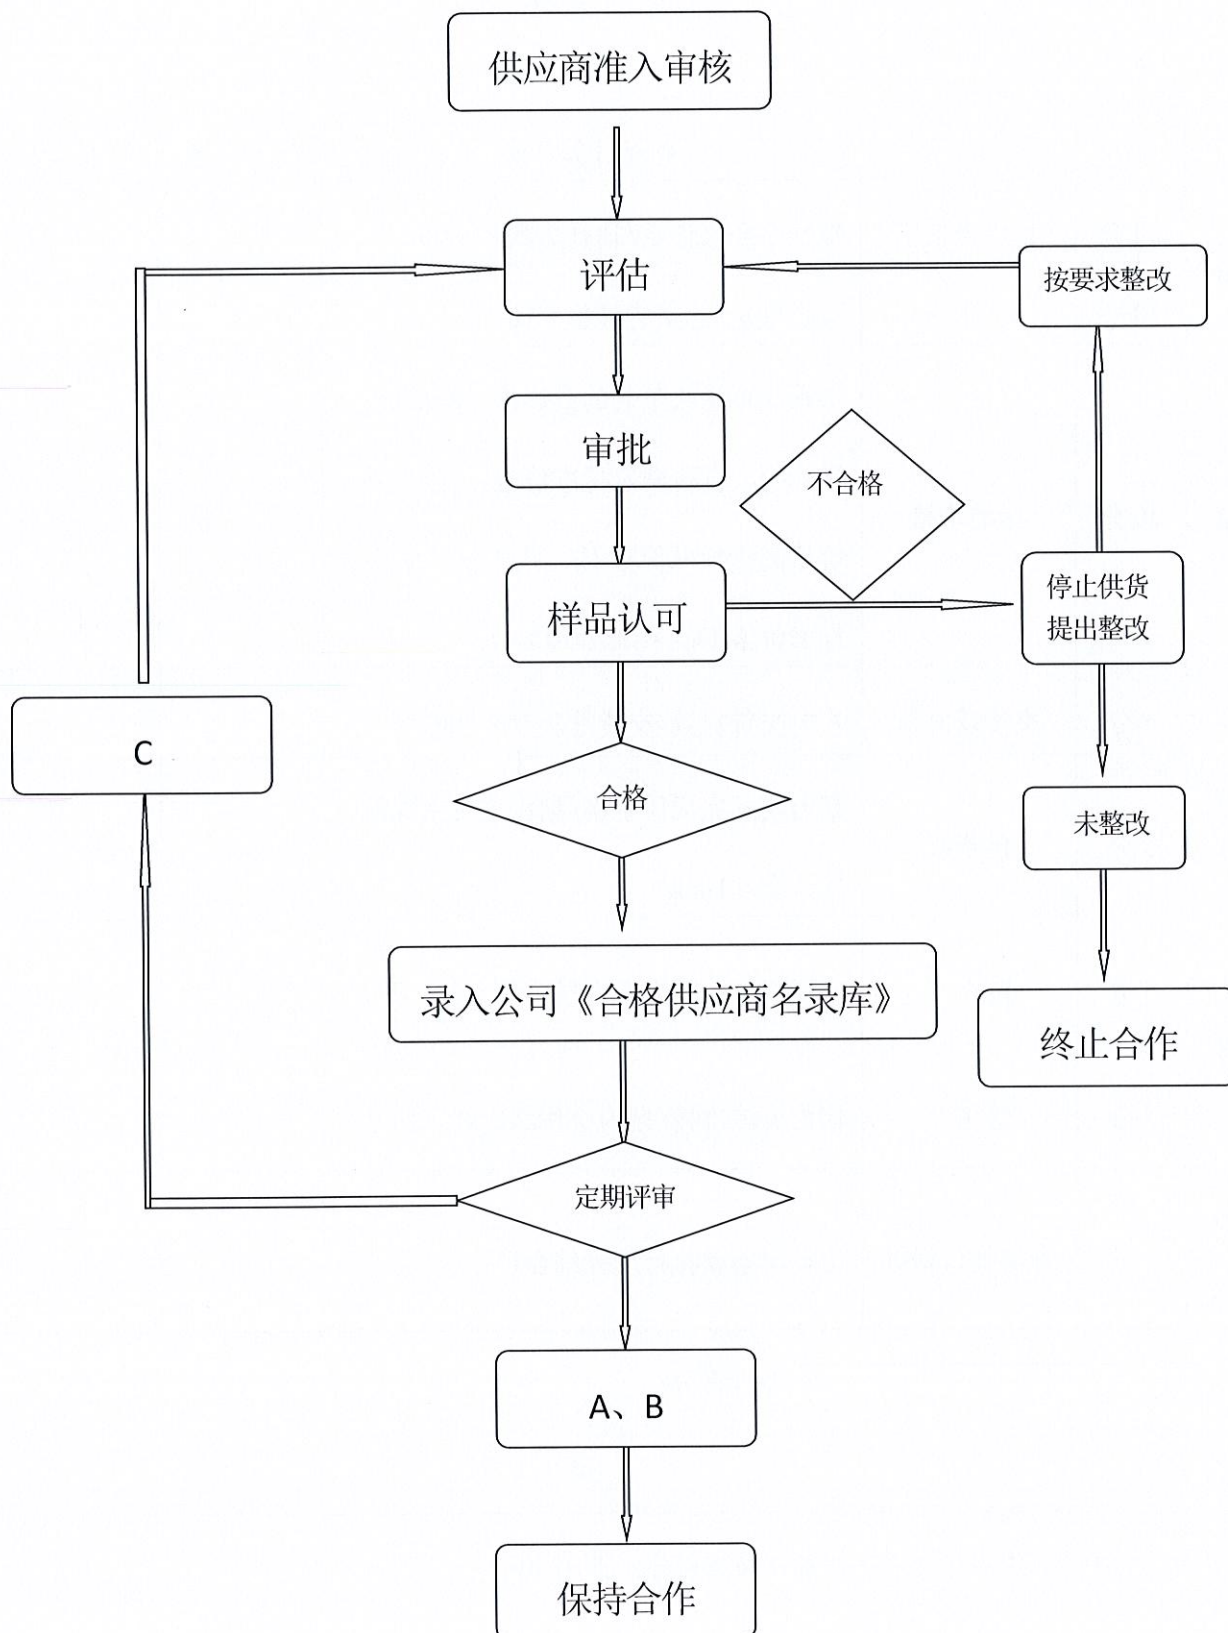 供应商准入审核
评估
按要求整改
审批
不合格
样品认可
停止供货
提出整改
C
合格
未整改
录入公司《合格供应商名录库》
终止合作
定期评审
A、B
保持合作